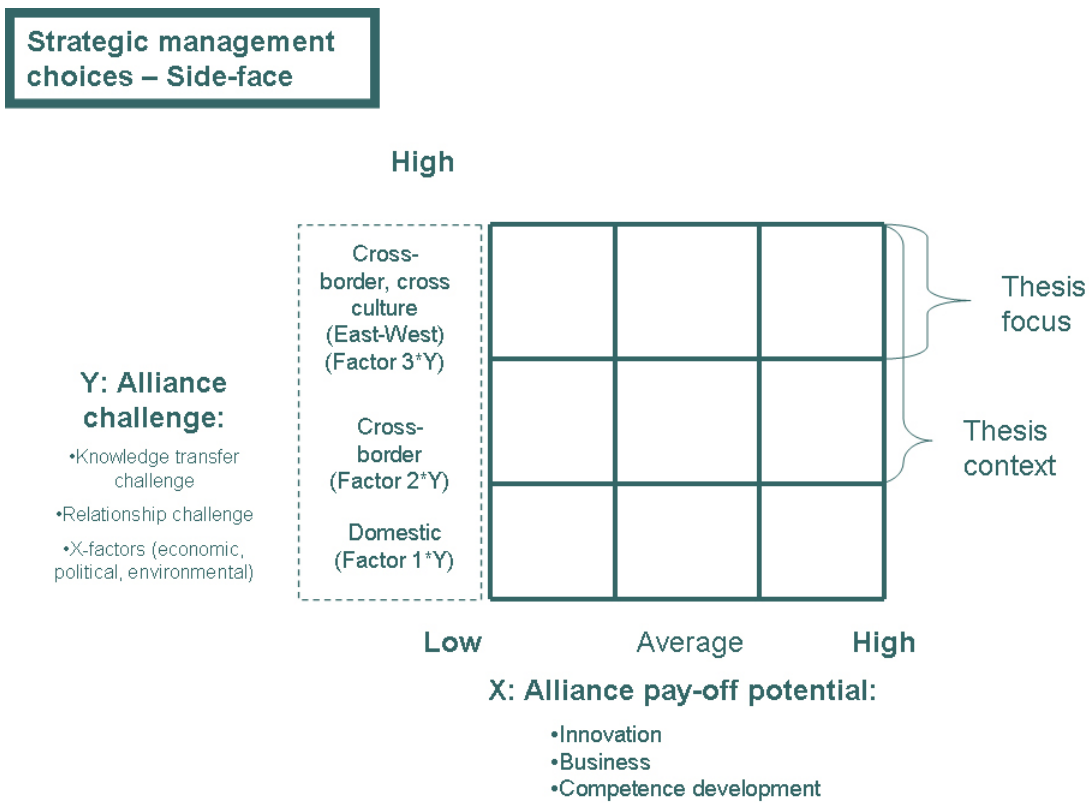 Strategic management
choices – Side-face
High
Cross-
border, cross
culture
(East-West)
(Factor 3*Y)
Thesis
focus
Y: Alliance
challenge:
•Knowledge transfer
challenge
•Relationship challenge
•X-factors (economic,
political, environmental)
Cross-
border
(Factor 2*Y)
Thesis
context
Domestic
(Factor 1*Y)
Low
Average
High
X: Alliance pay-off potential:
•Innovation
•Business
•Competence development